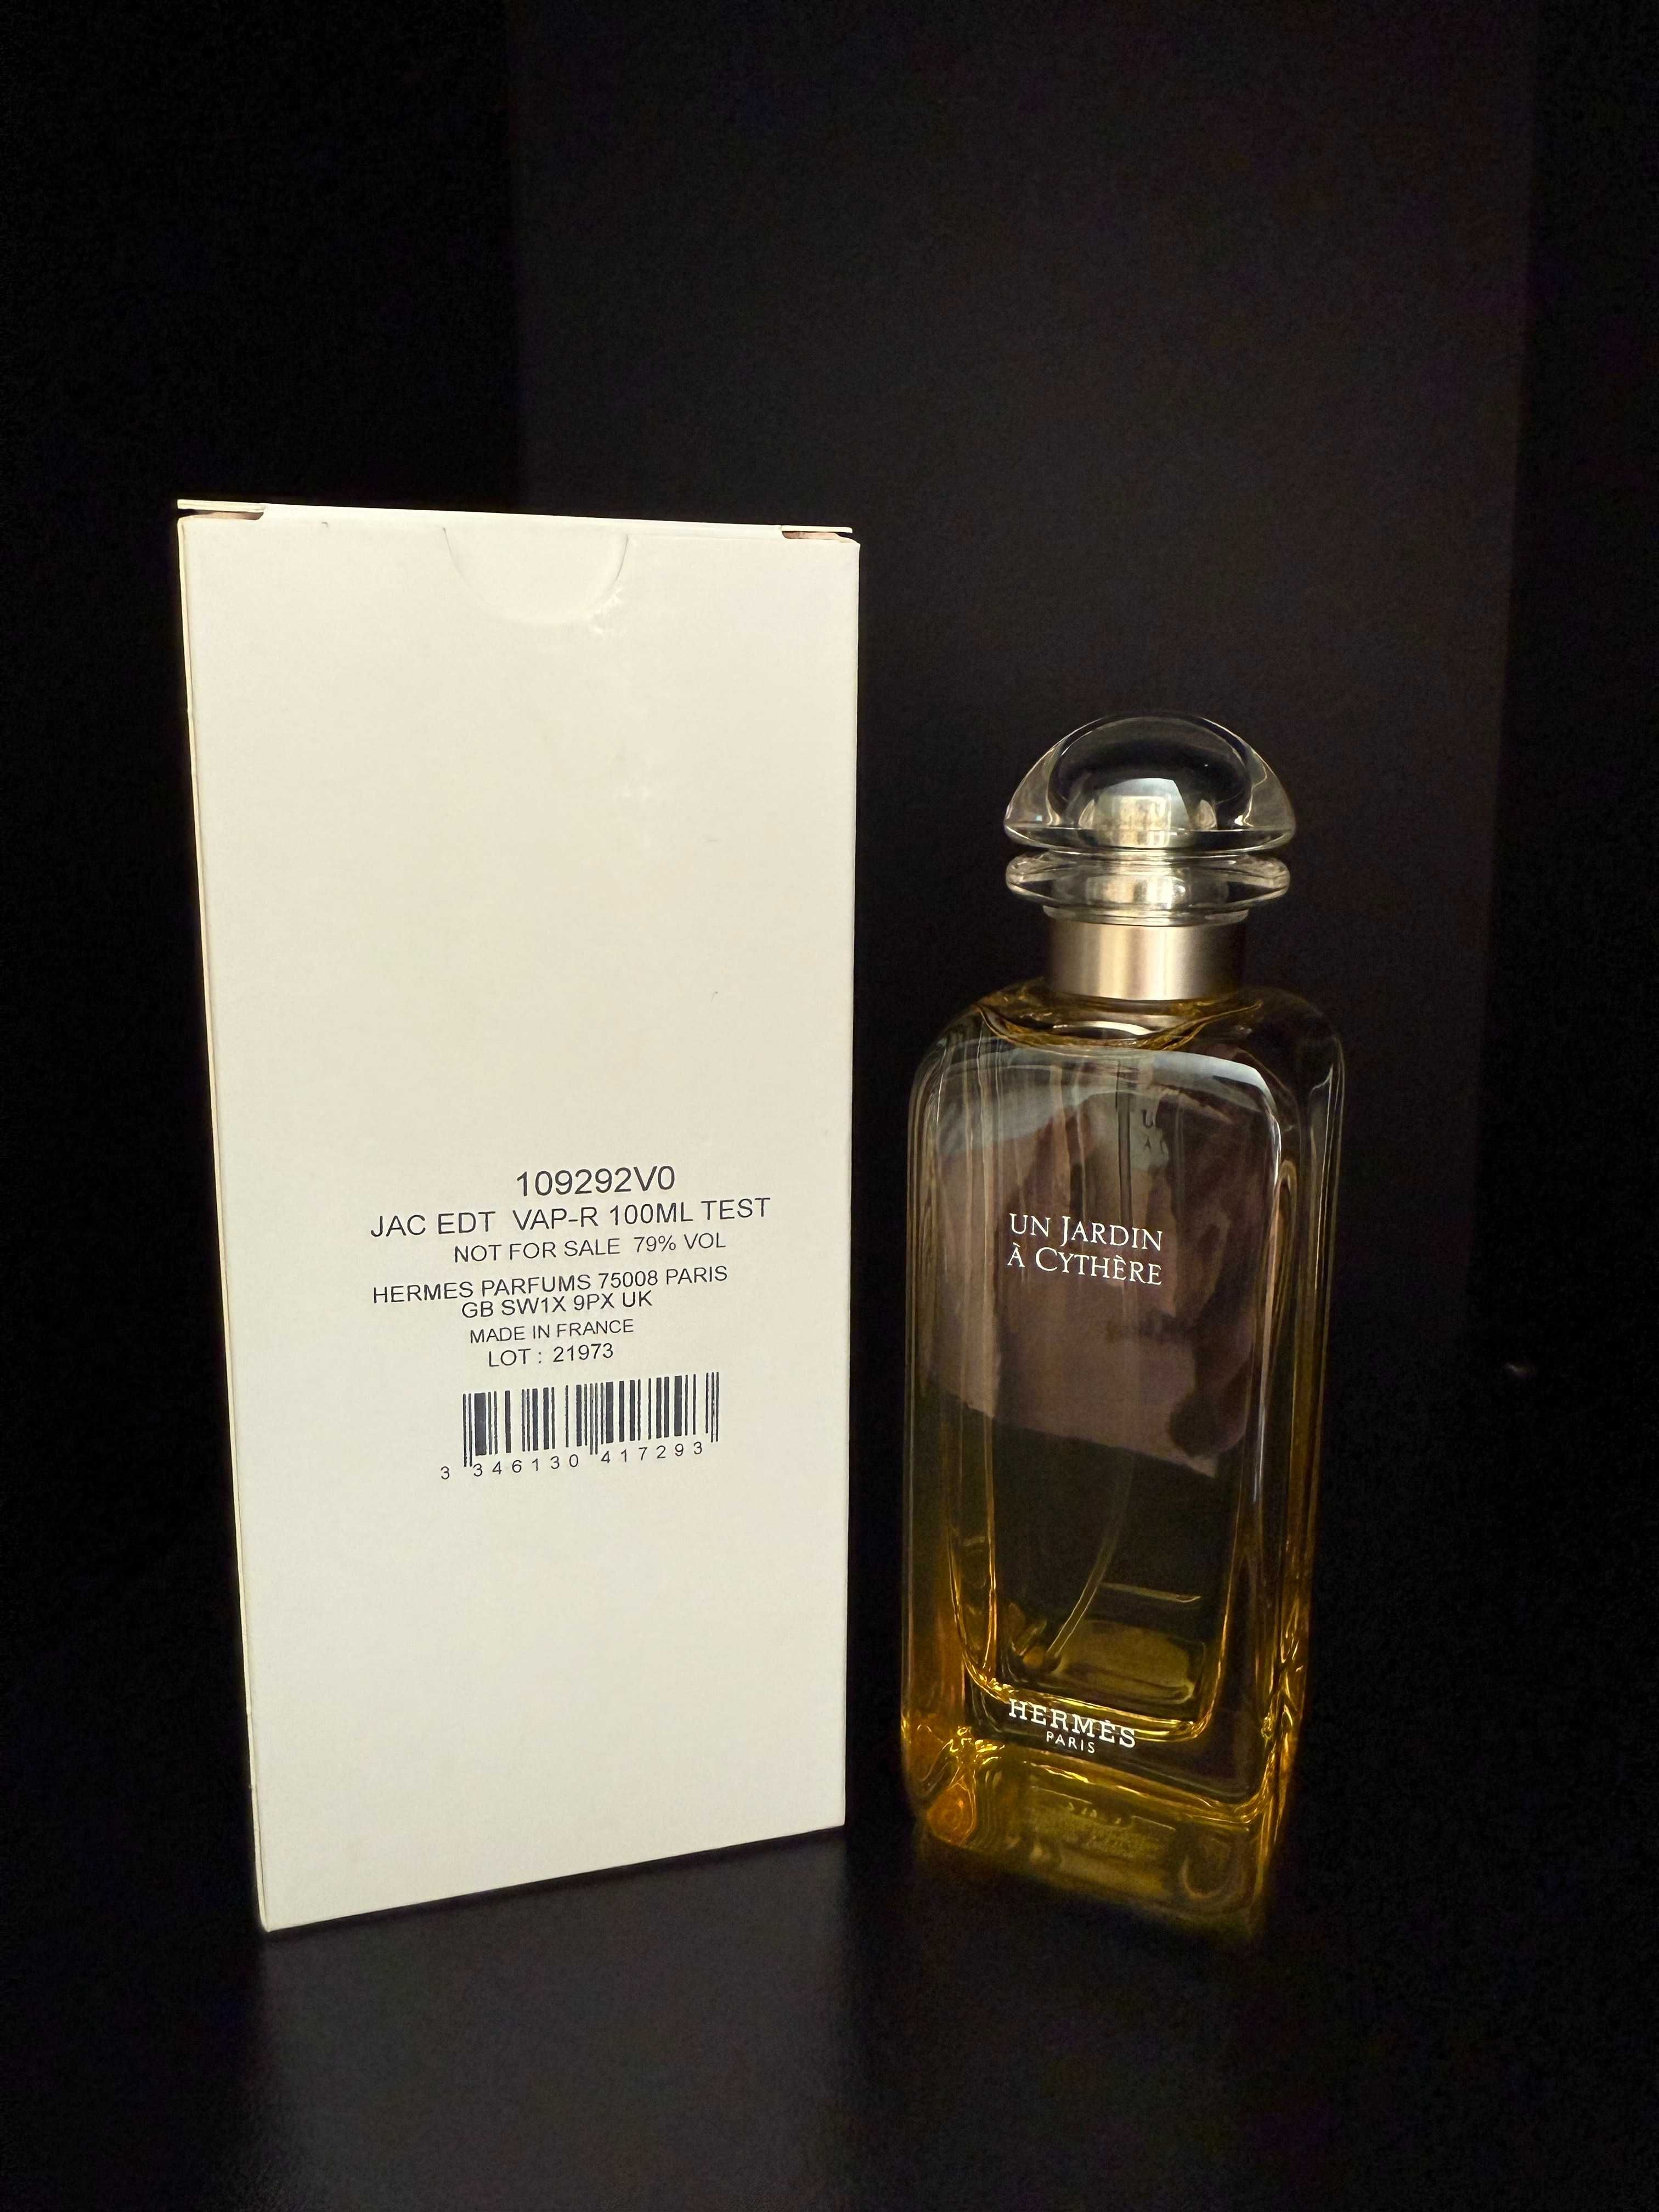 109292V0
JAC EDT VAP-R 100ML TEST
NOT FOR SALE 79% VOL
HERMES PARFUMS 75008 PARIS
GB SW1X 9PX UK
MADE IN FRANCE
LOT : 21973
3 346130 417293
UN JARDIN
À CYTHÈRE
HERMÈS
PARIS